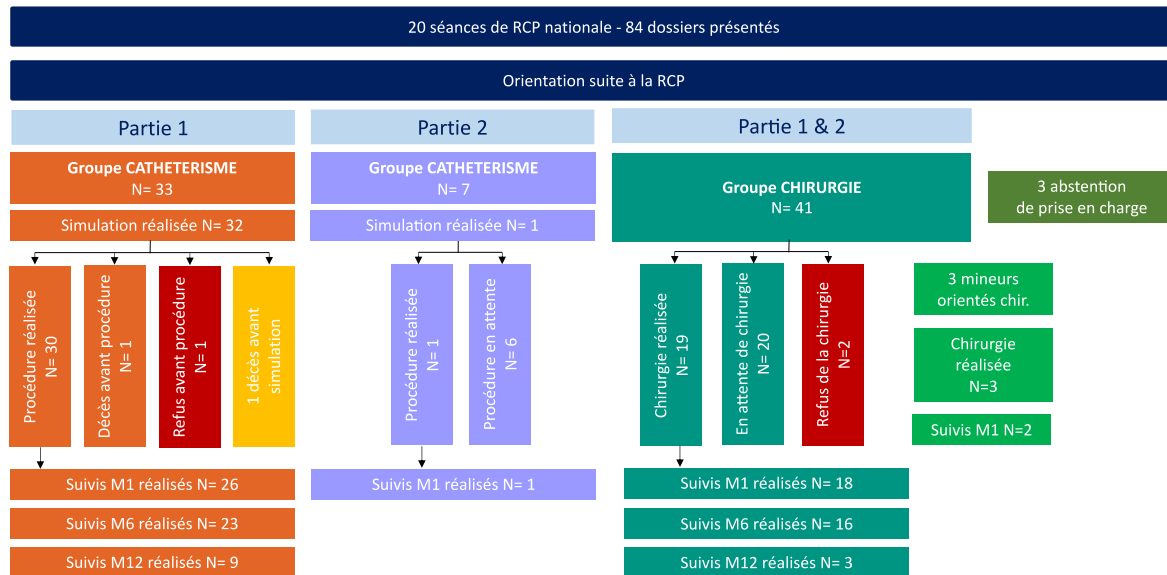 20 séances de RCP nationale - 84 dossiers présentés
Orientation suite à la RCP
Partie 1
Groupe CATHETERISME
N= 33
Simulation réalisée N= 32
Procédure réalisée
N= 30
Décès avant procédure
N= 1
Refus avant procédure
N= 1
1 décès avant
simulation
Suivis M1 réalisés N= 26
Suivis M6 réalisés N= 23
Suivis M12 réalisés N= 9
Partie 2
Groupe CATHETERISME
N= 7
Simulation réalisée N= 1
Procédure réalisée
N= 1
Procédure en attente
N= 6
Suivis M1 réalisés N= 1
Partie 1 & 2
Groupe CHIRURGIE
N= 41
Chirurgie réalisée
N= 19
En attente de chirurgie
N= 20
Refus de la chirurgie
N=2
Suivis M1 réalisés N= 18
Suivis M6 réalisés N= 16
Suivis M12 réalisés N= 3
3 abstention
de prise en charge
3 mineurs
orientés chir.
Chirurgie
réalisée
N=3
Suivis M1 N=2